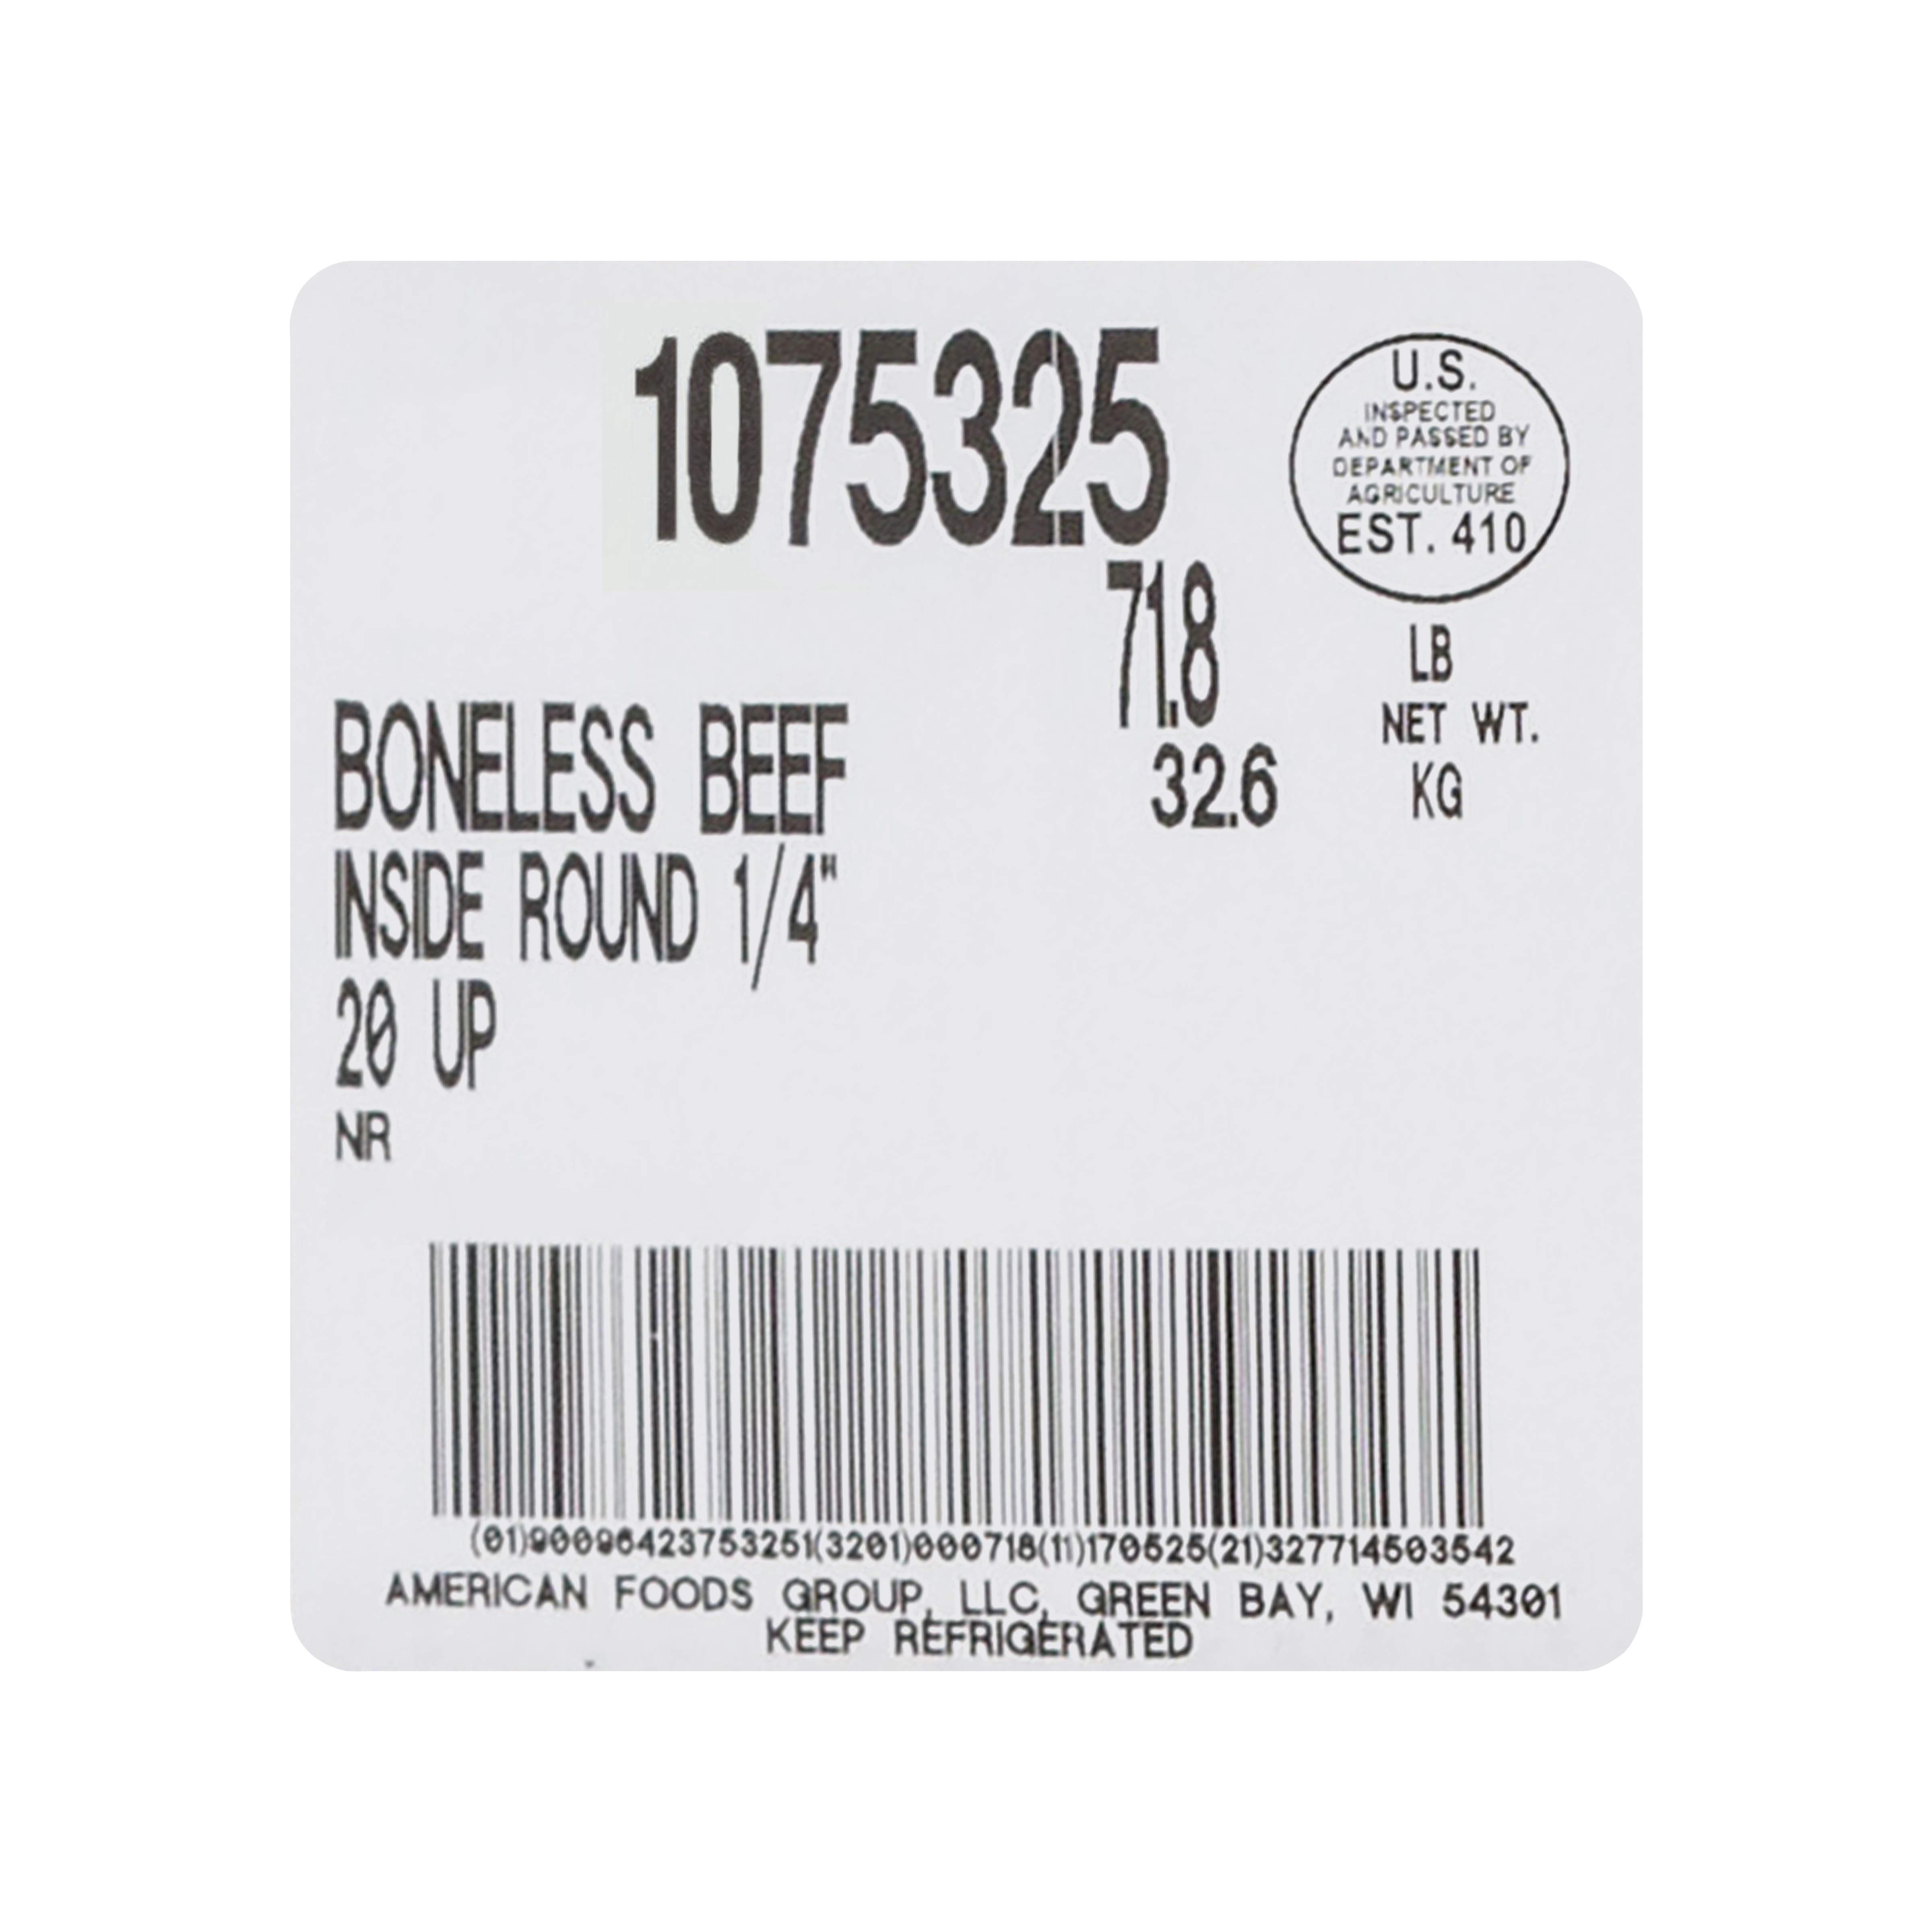 1075325
U.S.
INSPECTED
AND PASSED BY
DEPARTMENT OF
AGRICULTURE
EST. 410
71.8 LB
NET WT.
32.6 KG
BONELESS BEEF
INSIDE ROUND 1/4"
20 UP
NR
(01)90096423753251(3201)000718(11)170525(21)327714503542
AMERICAN FOODS GROUP, LLC, GREEN BAY, WI 54301
KEEP REFRIGERATED